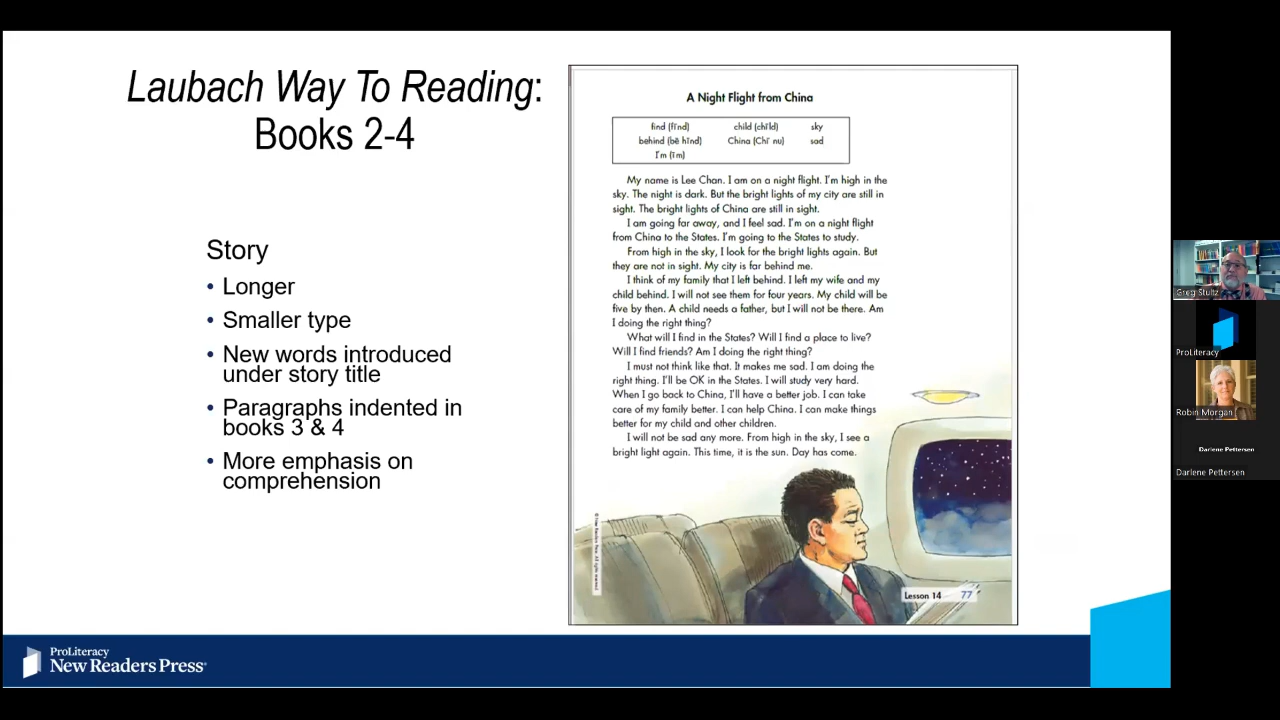 Laubach Way To Reading:
Books 2-4
Story
• Longer
• Smaller type
• New words introduced
under story title
• Paragraphs indented in
books 3 & 4
• More emphasis on
comprehension
A Night Flight from China
find (fīnd) child (chīld) sky
behind (bē hīnd) China (Chī nu) sad
I'm (īm)
My name is Lee Chan. I am on a night flight. I'm high in the
sky. The night is dark. But the bright lights of my city are still in
sight. The bright lights of China are still in sight.
I am going far away, and I feel sad. I'm on a night flight
from China to the States. I'm going to the States to study.
From high in the sky, I look for the bright lights again. But
they are not in sight. My city is far behind me.
I think of my family that I left behind. I left my wife and my
child behind. I will not see them for four years. My child will be
five by then. A child needs a father, but I will not be there. Am
I doing the right thing?
What will I find in the States? Will I find a place to live?
Will I find friends? Am I doing the right thing?
I must not think like that. It makes me sad. I am doing the
right thing. I'll be OK in the States. I will study very hard.
When I go back to China, I'll have a better job. I can take
care of my family better. I can help China. I can make things
better for my child and other children.
I will not be sad any more. From high in the sky, I see a
bright light again. This time, it is the sun. Day has come.
© New Readers Press. All rights reserved.
Lesson 14 77
ProLiteracy
New Readers Press®
Greg Stultz
ProLiteracy
Robin Morgan
Darlene Pettersen
Darlene Pettersen